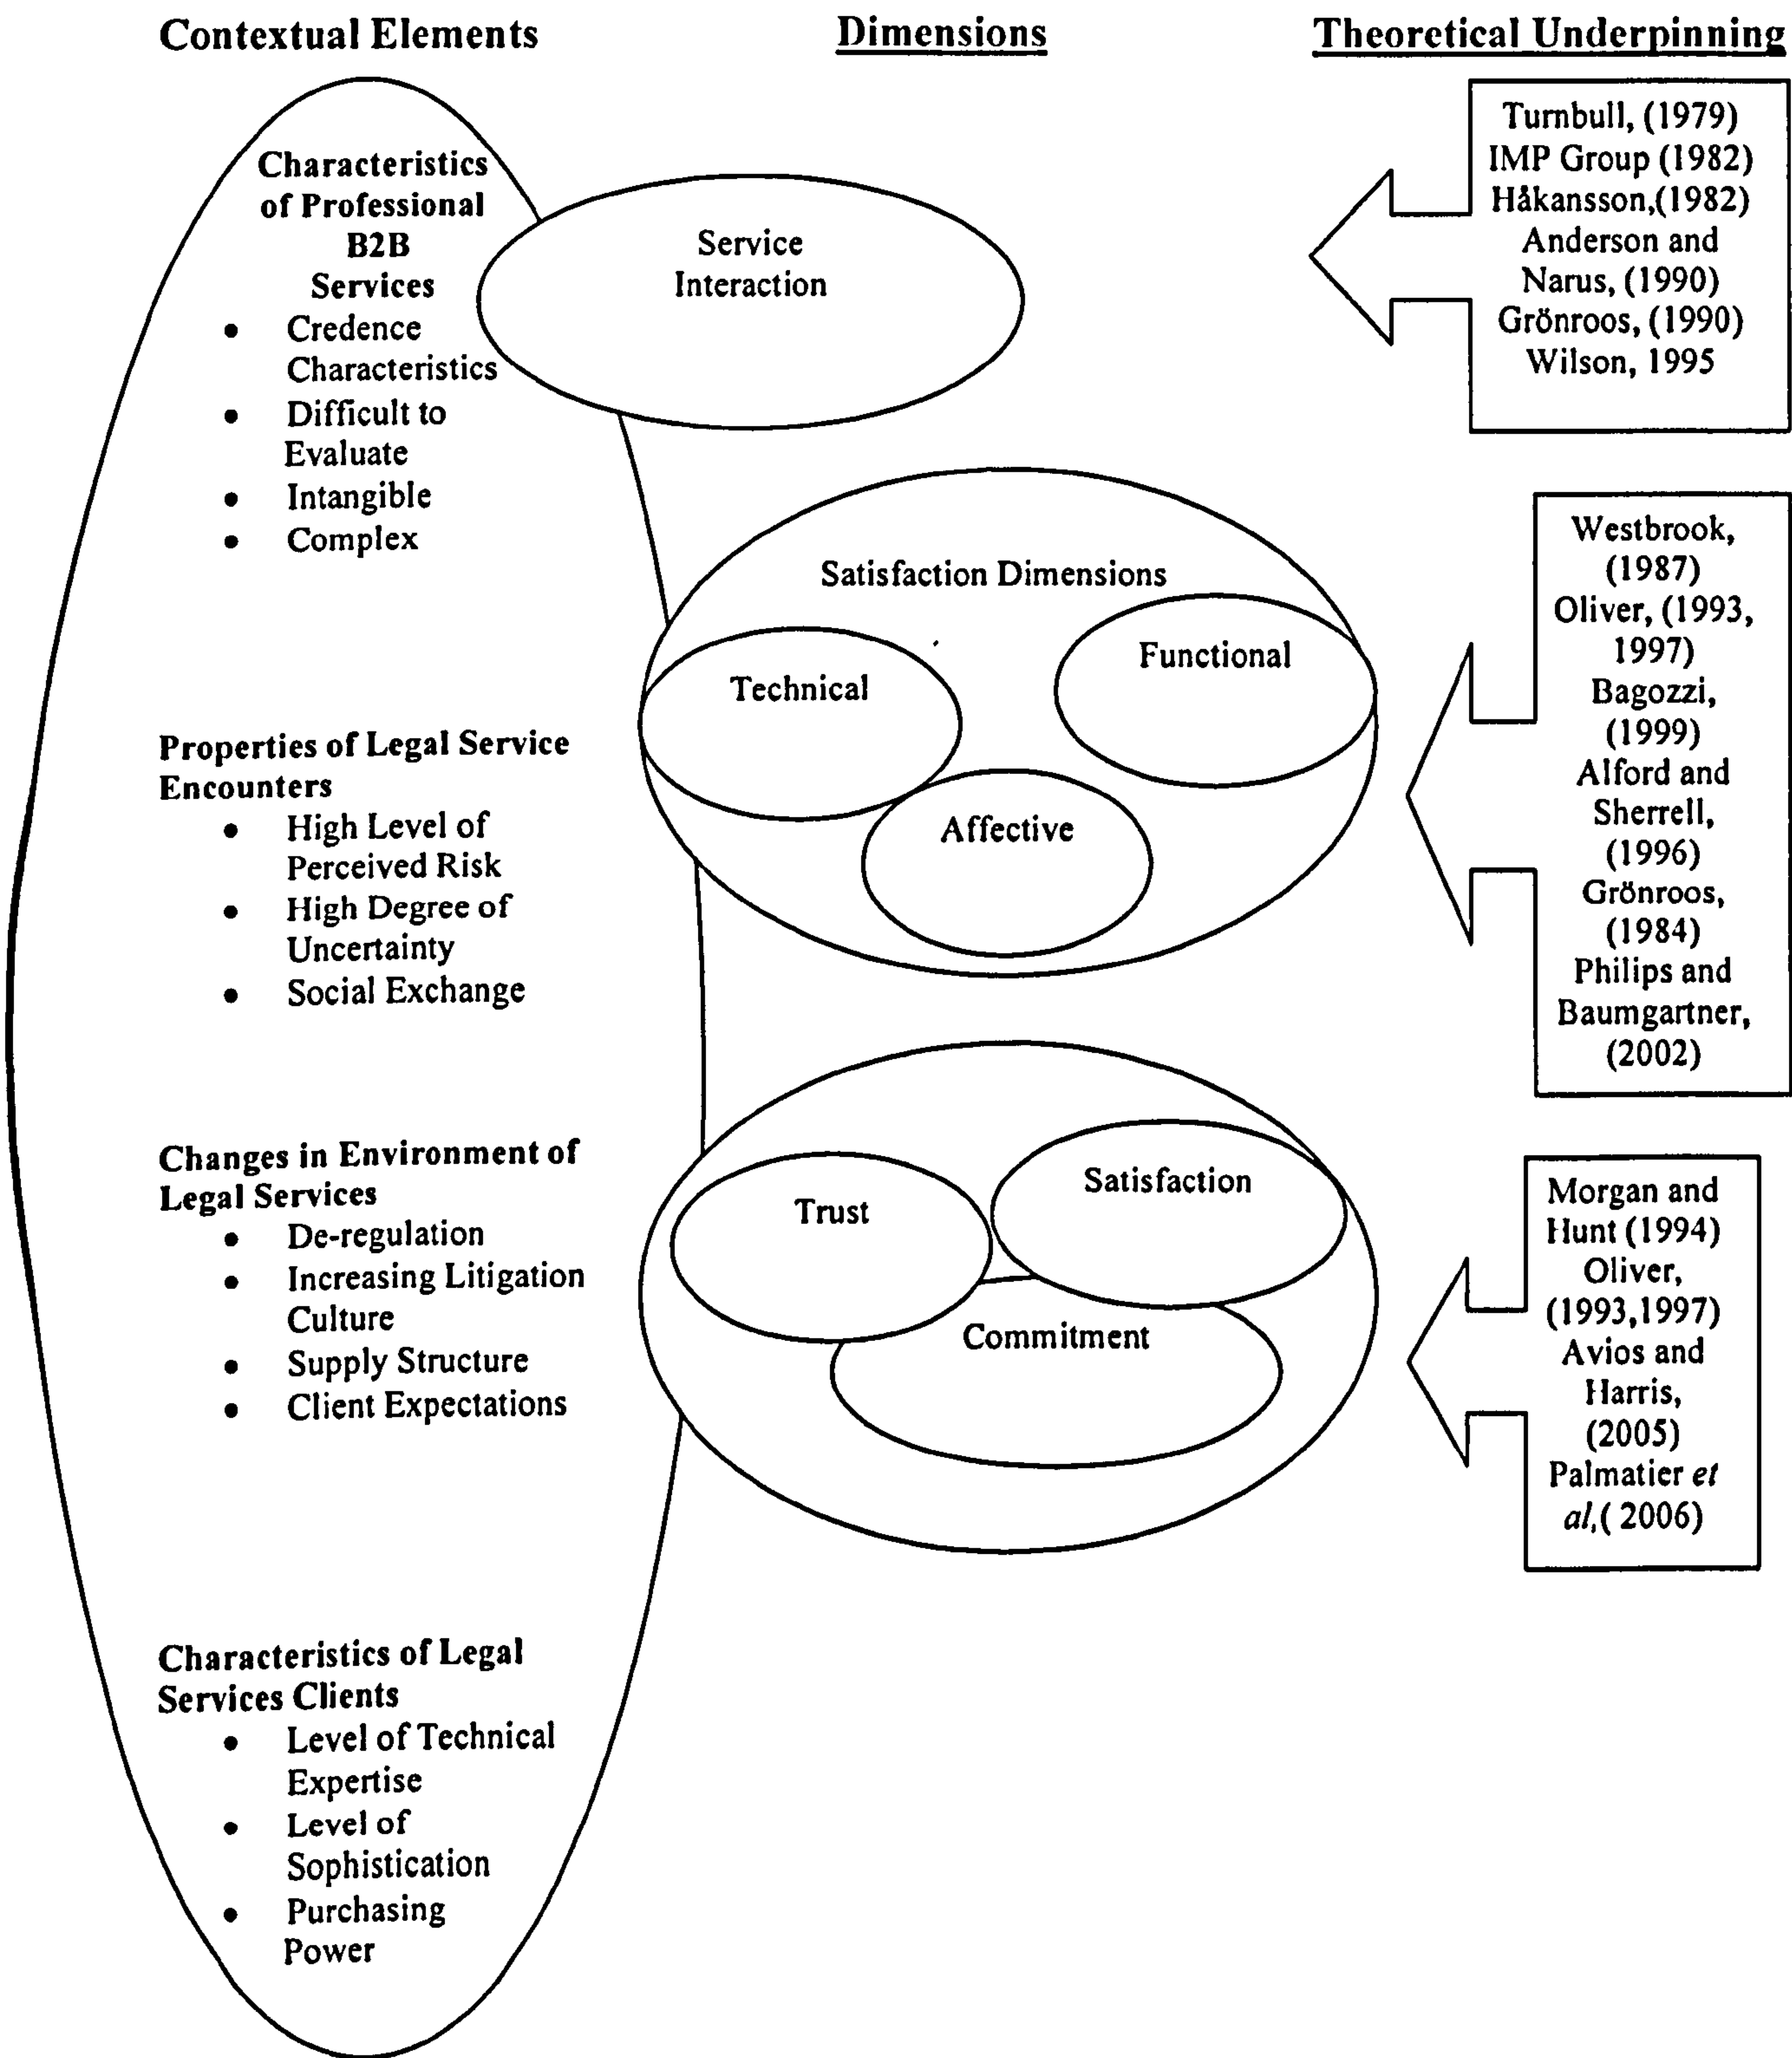 Contextual Elements
Dimensions
Theoretical Underpinning
Characteristics
of Professional
B2B
Services
• Credence
Characteristics
• Difficult to
Evaluate
• Intangible
• Complex
Properties of Legal Service
Encounters
• High Level of
Perceived Risk
• High Degree of
Uncertainty
• Social Exchange
Changes in Environment of
Legal Services
• De-regulation
• Increasing Litigation
Culture
• Supply Structure
• Client Expectations
Characteristics of Legal
Services Clients
• Level of Technical
Expertise
• Level of
Sophistication
• Purchasing
Power
Service
Interaction
Satisfaction Dimensions
Technical
Functional
Affective
Trust
Satisfaction
Commitment
Turnbull, (1979)
IMP Group (1982)
Håkansson,(1982)
Anderson and
Narus, (1990)
Grönroos, (1990)
Wilson, 1995
Westbrook,
(1987)
Oliver, (1993,
1997)
Bagozzi,
(1999)
Alford and
Sherrell,
(1996)
Grönroos,
(1984)
Philips and
Baumgartner,
(2002)
Morgan and
Hunt (1994)
Oliver,
(1993,1997)
Avios and
Harris,
(2005)
Palmatier et
al,( 2006)